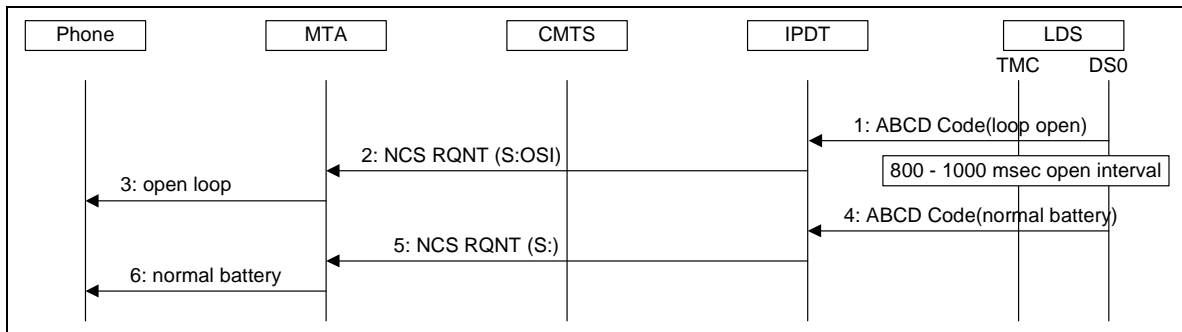 Phone MTA CMTS IPDT LDS
TMC DS0
1: ABCD Code(loop open)
2: NCS RQNT (S:OSI)
800 - 1000 msec open interval
3: open loop
4: ABCD Code(normal battery)
5: NCS RQNT (S:)
6: normal battery